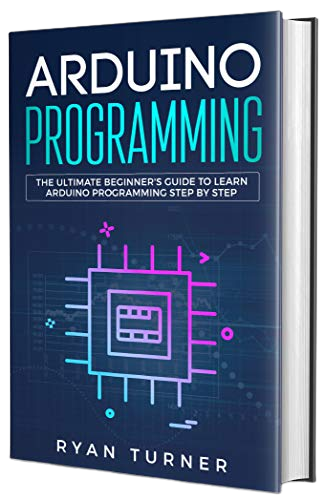 ARDUINO
PROGRAMMING
THE ULTIMATE BEGINNER'S GUIDE TO LEARN
ARDUINO PROGRAMMING STEP BY STEP
RYAN TURNER